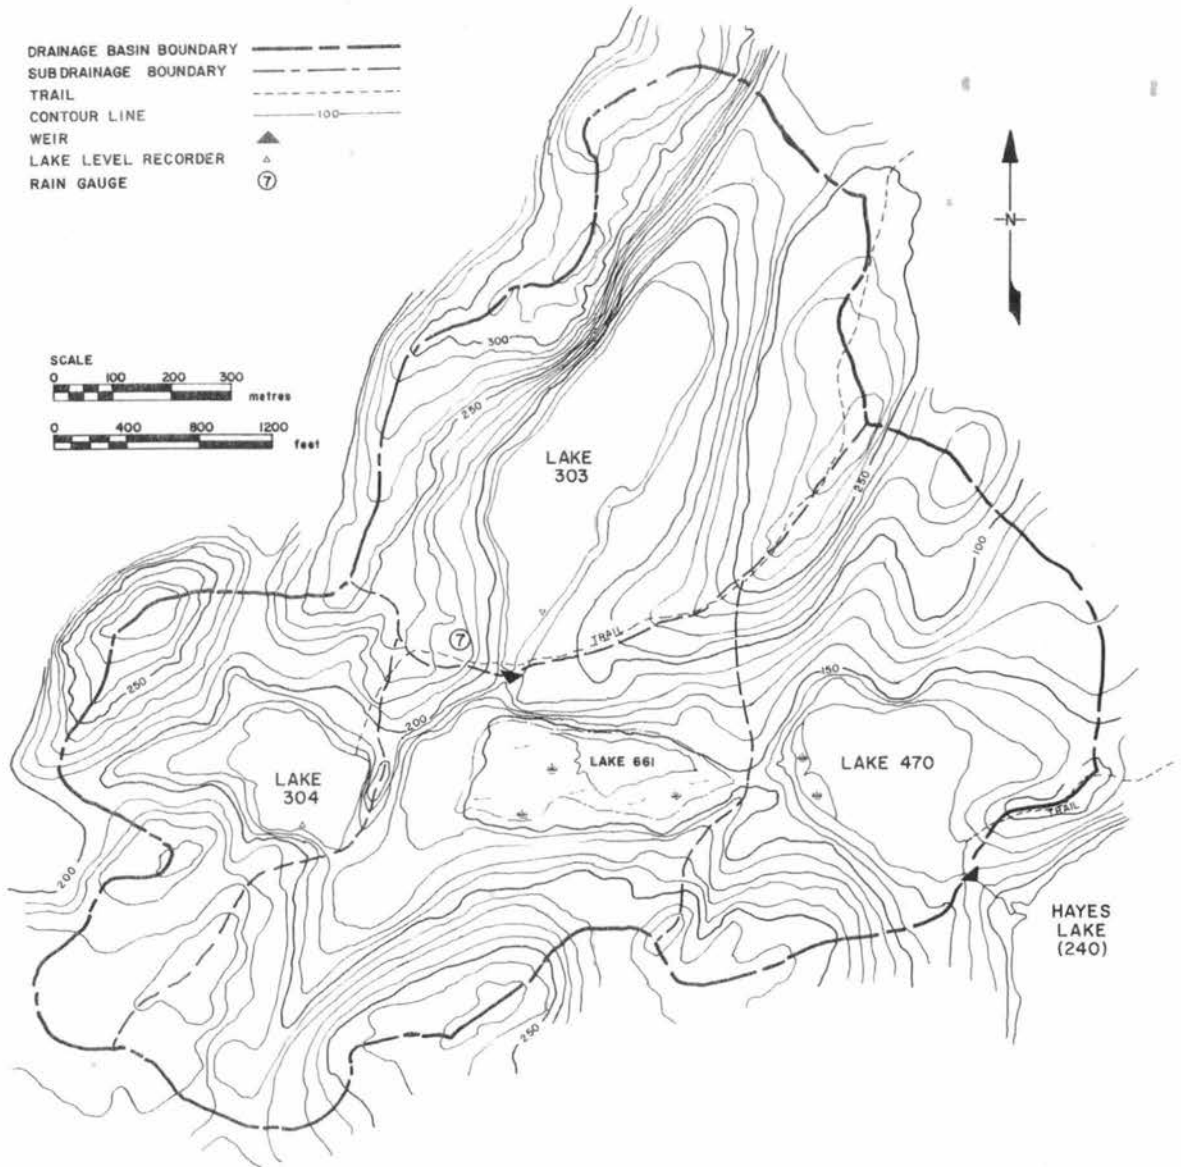 DRAINAGE BASIN BOUNDARY
SUBDRAINAGE BOUNDARY
TRAIL
CONTOUR LINE 100
WEIR
LAKE LEVEL RECORDER
RAIN GAUGE 7
N
SCALE
0 100 200 300 metres
0 400 800 1200 feet
300
250
LAKE
303
250
100
7
TRAIL
150
250
200
LAKE
304
LAKE 661
LAKE 470
TRAIL
200
HAYES
LAKE
(240)
250